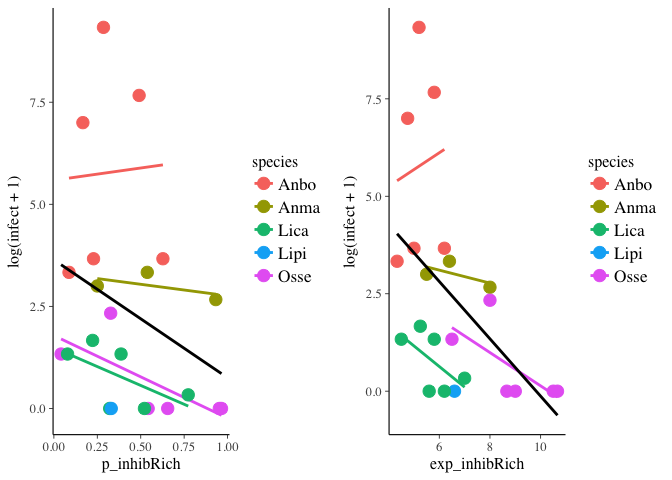 log(infect + 1)
7.5
5.0
2.5
0.0
0.00
0.25
0.50
0.75
1.00
p_inhibRich
species
Anbo
Anma
Lica
Lipi
Osse
log(infect + 1)
7.5
5.0
2.5
0.0
6
8
10
exp_inhibRich
species
Anbo
Anma
Lica
Lipi
Osse